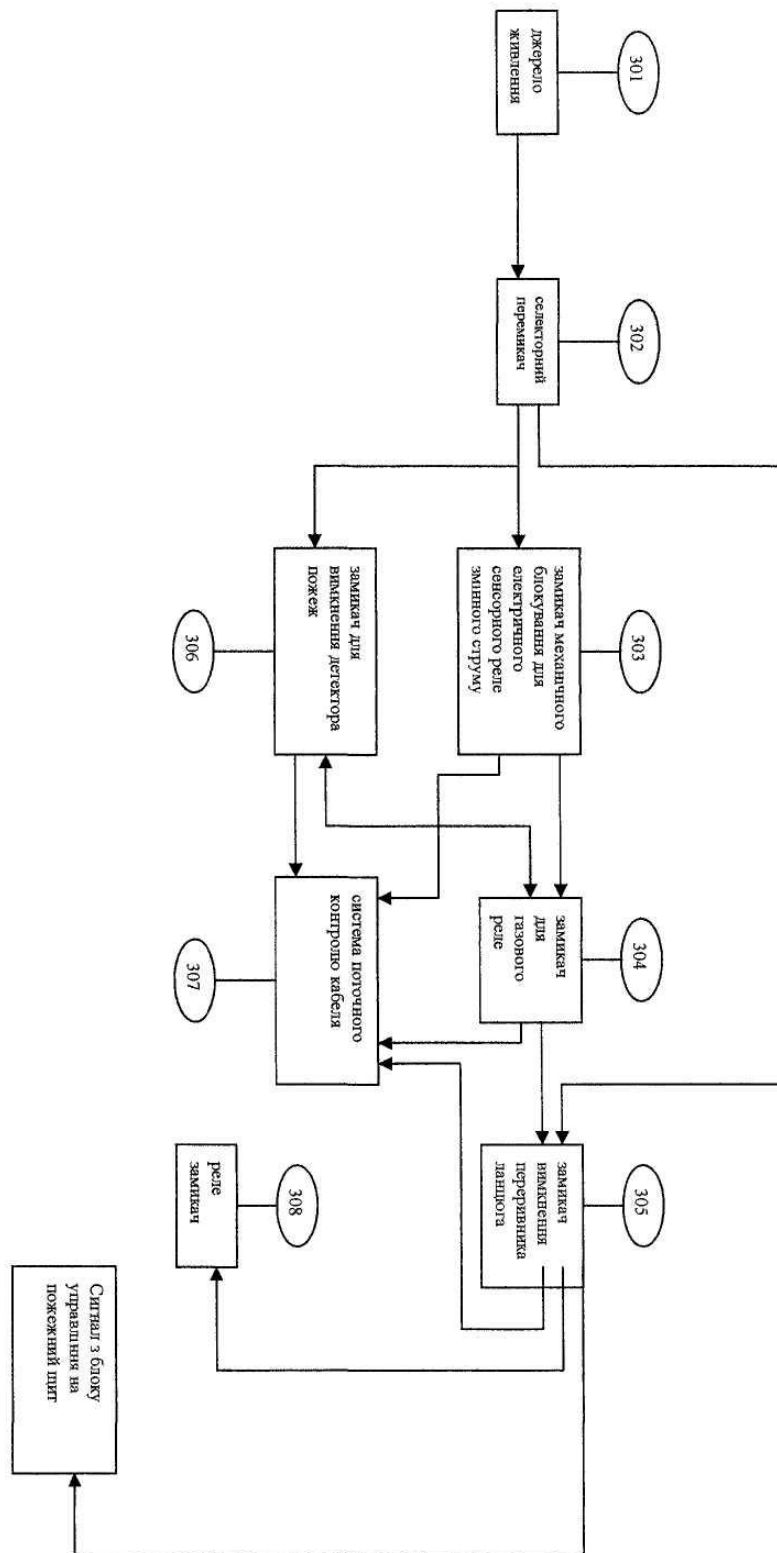 301
джерело
живлення
302
селекторний
перемикач
303
замикач механічного
блокування для
електричного
сенсорного реле
змінного струму
304
замикач
для
газового
реле
305
замикач
вимкнення
переривника
ланцюга
306
замикач для
вимкнення детектора
пожеж
307
система поточного
контролю кабеля
308
реле
замикач
Сигнал з блоку
управління на
пожежний щит